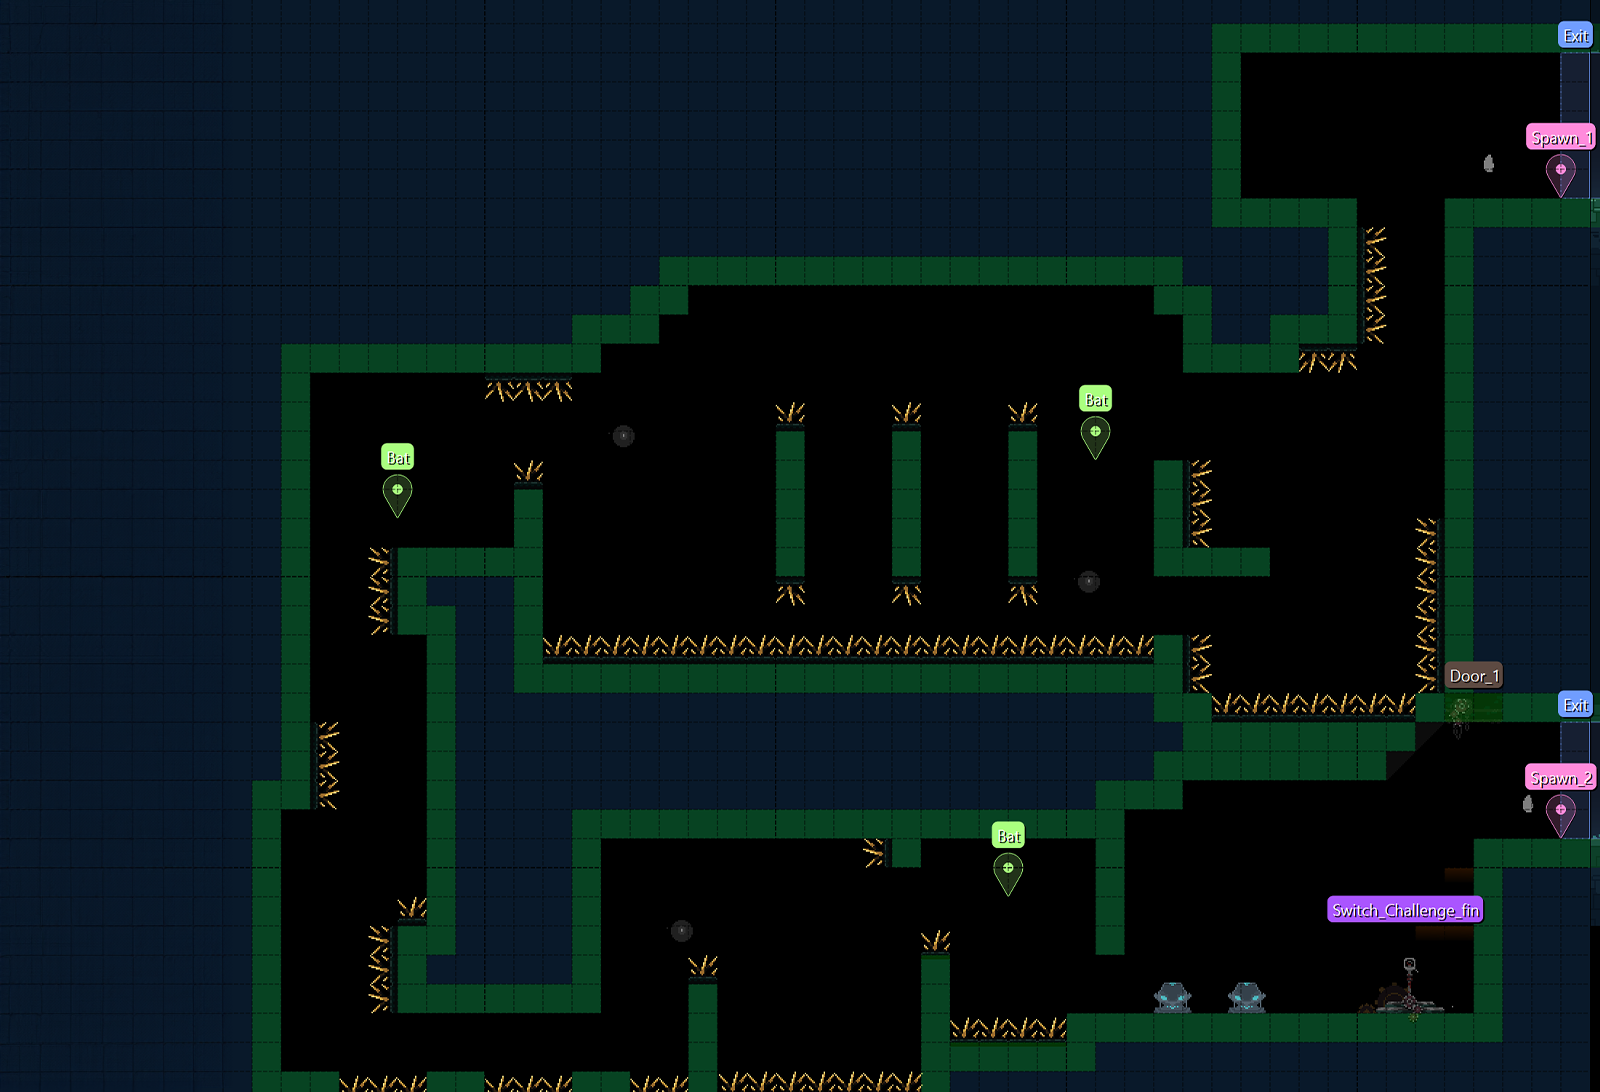 Exit
Spawn_1
Bat
Bat
Door_1
Exit
Spawn_2
Bat
Switch_Challenge_fin